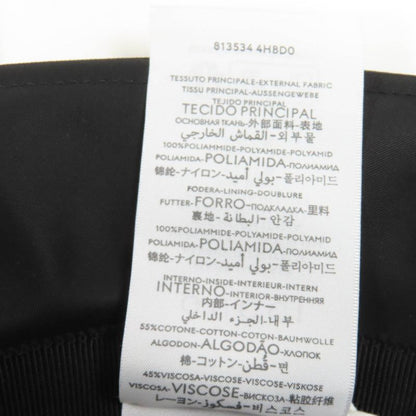 813534 4HBD0
TESSUTO PRINCIPALE-EXTERNAL FABRIC
TISSU PRINCIPAL-AUSSENGEWEBE
TEJIDO PRINCIPAL
TECIDO PRINCIPAL
ОСНОВНАЯ ТКАНЬ-外部面料-表地
القماش الخارجي-외부물
100%POLIAMMIDE-POLYAMIDE-POLYAMID
POLIAMIDA-POLIAMIDA-ПОЛИАМИД
锦纶-ナイロン-بولي أميد-폴리아미드
FODERA-LINING-DOUBLURE
FUTTER-FORRO-ПОДКЛАДКА-里料
裏地-البطانة-안감
100%POLIAMMIDE-POLYAMIDE-POLYAMID
POLIAMIDA-POLIAMIDA-ПОЛИАМИД
锦纶-ナイロン-بولي أميد-폴리아미드
INTERNO-INSIDE-INTERIEUR-INTERN
INTERNO-INTERIOR-ВНУТРЕННЯЯ
内部-インナー
الجزء الداخلي-내부
55%COTONE-COTTON-COTON-BAUMWOLLE
ALGODON-ALGODÃO-ХЛОПОК
棉-コットン-قطن-면
45%VISCOSA-VISCOSE-VISCOSE-VISKOSE
VISCOSA-VISCOSE-ВИСКОЗА-粘胶纤维
レーヨン-فسكوز-비스코스